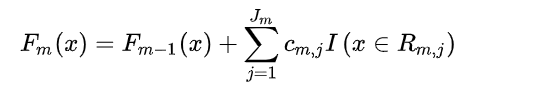 $F_m(x) = F_{m-1}(x) + \sum_{j=1}^{J_m} c_{m,j} I(x \in R_{m,j})$